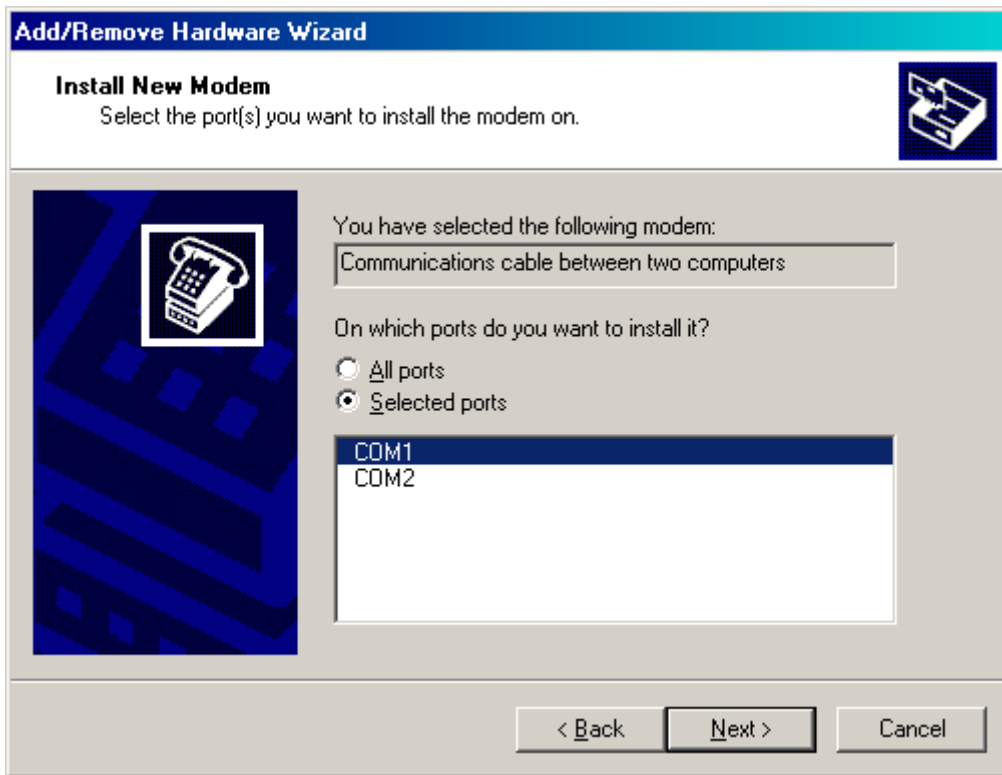 Add/Remove Hardware Wizard
Install New Modem
Select the port(s) you want to install the modem on.
You have selected the following modem:
Communications cable between two computers
On which ports do you want to install it?
All ports
Selected ports
COM1
COM2
< Back
Next >
Cancel